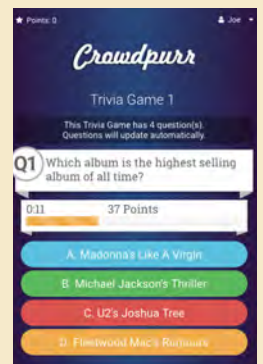 Points: 0
Joe
Crowdpurr
Trivia Game 1
This Trivia Game has 4 question(s).
Questions will update automatically.
Q1
Which album is the highest selling
album of all time?
0:11 37 Points
A. Madonna's Like A Virgin
B. Michael Jackson's Thriller
C. U2's Joshua Tree
D. Fleetwood Mac's Rumours